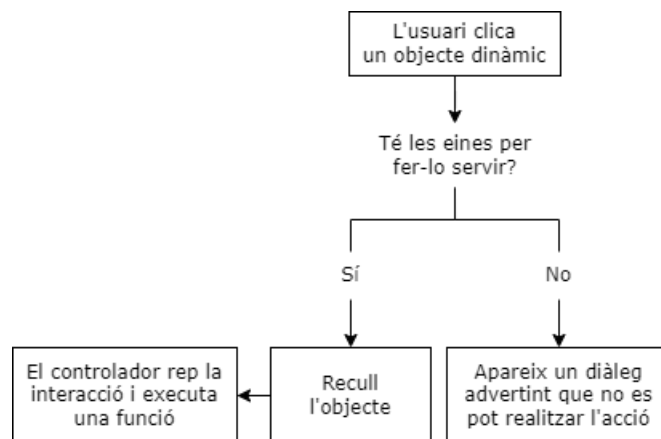 L'usuari clica
un objecte dinàmic
Té les eines per
fer-lo servir?
Sí
No
El controlador rep la
interacció i executa
una funció
Recull
l'objecte
Apareix un diàleg
advertint que no es
pot realitzar l'acció